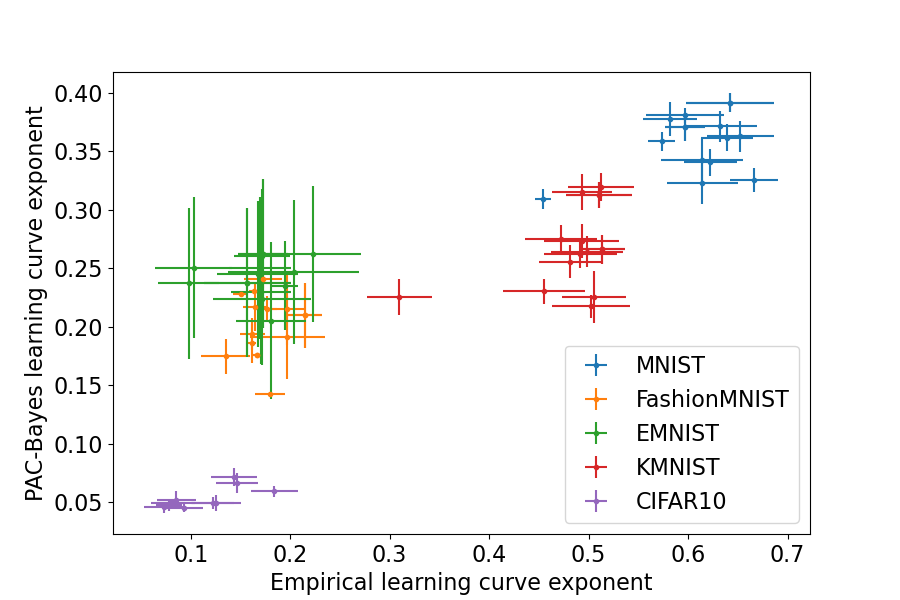 PAC-Bayes learning curve exponent
0.40
0.35
0.30
0.25
0.20
0.15
0.10
0.05
MNIST
FashionMNIST
EMNIST
KMNIST
CIFAR10
0.1 0.2 0.3 0.4 0.5 0.6 0.7
Empirical learning curve exponent